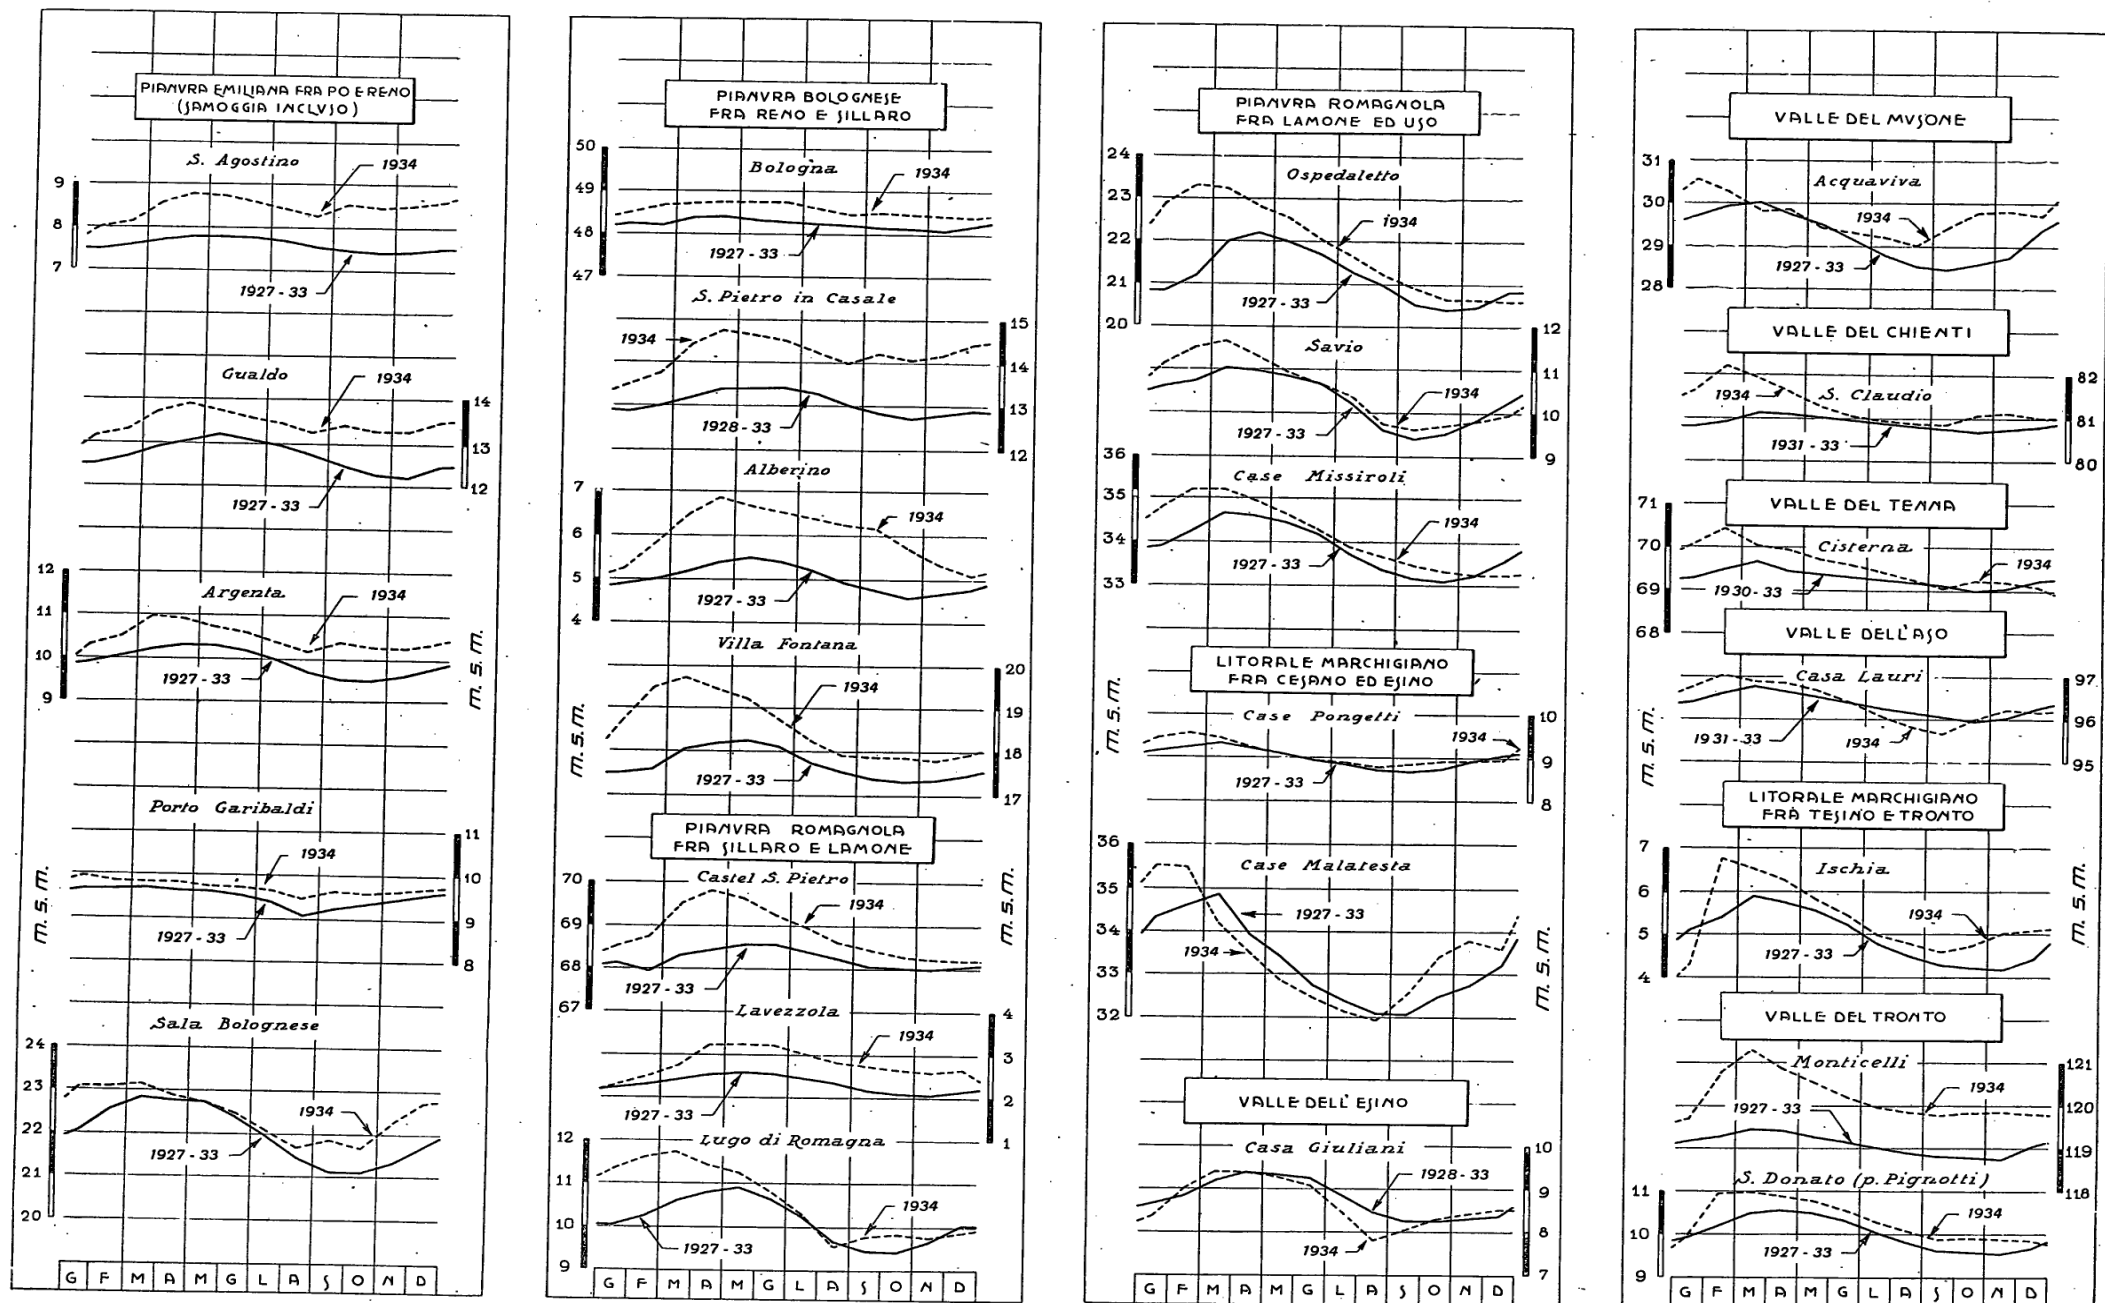 PIANURA EMILIANA FRA PO E RENO
(SAMOGGIA INCLUSO)
S. Agostino
1934
9
8
7
1927-33
Gualdo
1934
14
13
12
1927-33
12
11
10
9
Argenta
1934
1927-33
m. s. m.
Porto Garibaldi
1934
11
10
9
8
1927-33
m. s. m.
Sala Bolognese
24
23
22
21
20
1934
1927-33
G F M A M G L A S O N D
PIANURA BOLOGNESE
FRA RENO E SILLARO
50
49
48
47
Bologna
1934
1927-33
S. Pietro in Casale
1934
15
14
13
12
1928-33
Alberino
7
6
5
4
1934
1927-33
Villa Fontana
1934
20
19
18
17
1927-33
m. s. m.
PIANURA ROMAGNOLA
FRA SILLARO E LAMONE
Castel S. Pietro
70
69
68
67
1934
1927-33
m. s. m.
Lavezzola
1934
4
3
2
1
1927-33
Lugo di Romagna
12
11
10
9
1934
1927-33
G F M A M G L A S O N D
PIANURA ROMAGNOLA
FRA LAMONE ED USO
24
23
22
21
20
Ospedaletto
1934
1927-33
Savio
12
11
10
9
1934
1927-33
Case Missiroli
36
35
34
33
1934
1927-33
LITORALE MARCHIGIANO
FRA CESANO ED ESINO
m. s. m.
Case Pongetti
1934
10
9
8
1927-33
Case Malatesta
36
35
34
33
32
1927-33
1934
m. s. m.
VALLE DELL'ESINO
Casa Giuliani
1928-33
10
9
8
7
1934
G F M A M G L A S O N D
VALLE DEL MUSONE
31
30
29
28
Acquaviva
1934
1927-33
VALLE DEL CHIENTI
82
81
80
1934
S. Claudio
1931-33
VALLE DEL TENNA
71
70
69
68
Cisterna
1934
1930-33
VALLE DELL'ASO
Casa Lauri
97
96
95
1931-33
1934
m. s. m.
LITORALE MARCHIGIANO
FRA TESINO E TRONTO
7
6
5
4
Ischia
1934
1927-33
m. s. m.
VALLE DEL TRONTO
Monticelli
121
120
119
118
1934
1927-33
S. Donato (p. Pignotti)
11
10
9
1934
1927-33
G F M A M G L A S O N D